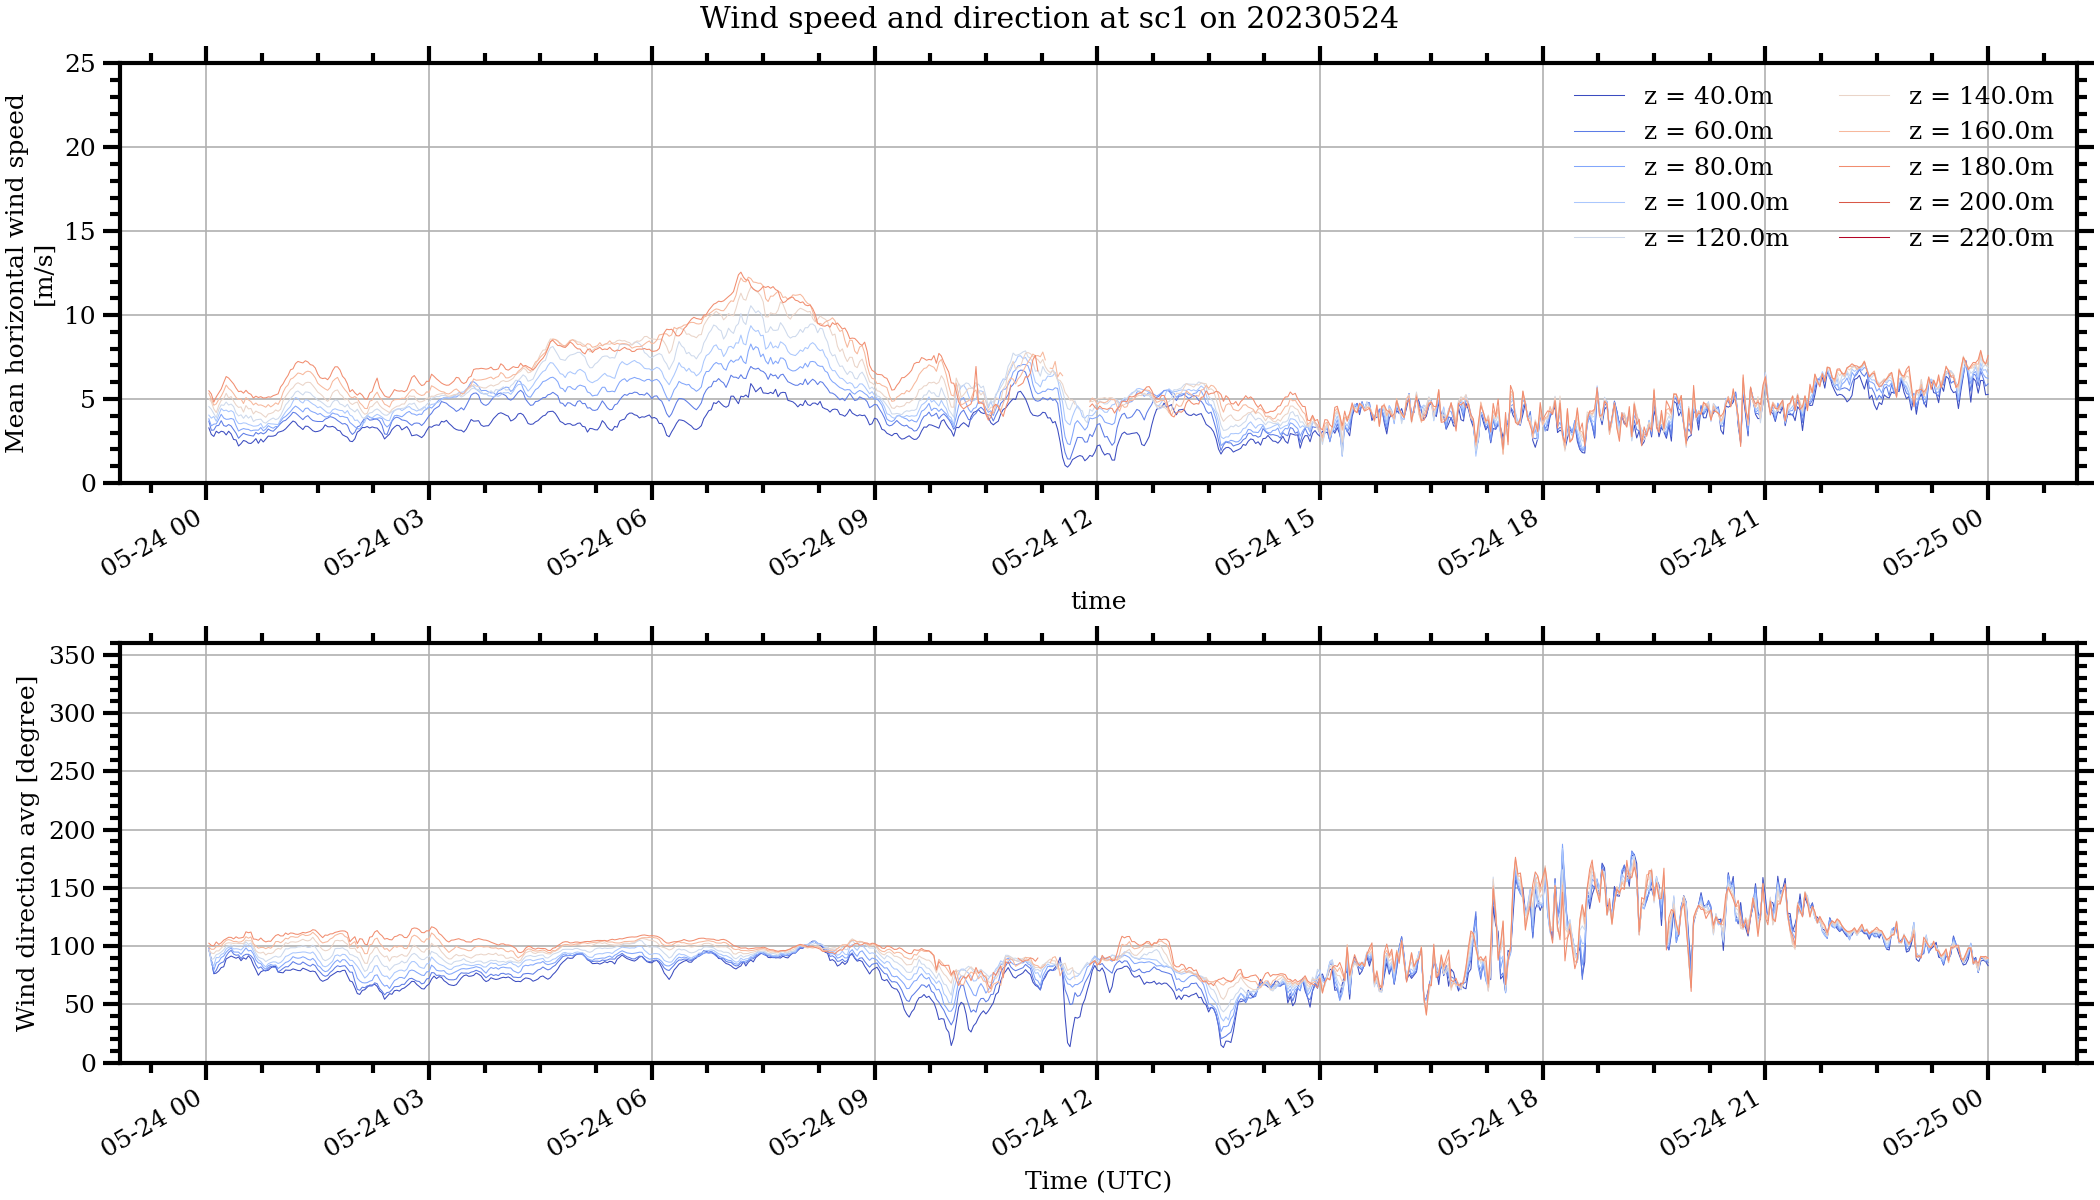 Wind speed and direction at sc1 on 20230524
Mean horizontal wind speed
[m/s]
25
20
15
10
5
0
z = 40.0m
z = 60.0m
z = 80.0m
z = 100.0m
z = 120.0m
z = 140.0m
z = 160.0m
z = 180.0m
z = 200.0m
z = 220.0m
05-24 00
05-24 03
05-24 06
05-24 09
05-24 12
05-24 15
05-24 18
05-24 21
05-25 00
time
Wind direction avg [degree]
350
300
250
200
150
100
50
0
05-24 00
05-24 03
05-24 06
05-24 09
05-24 12
05-24 15
05-24 18
05-24 21
05-25 00
Time (UTC)